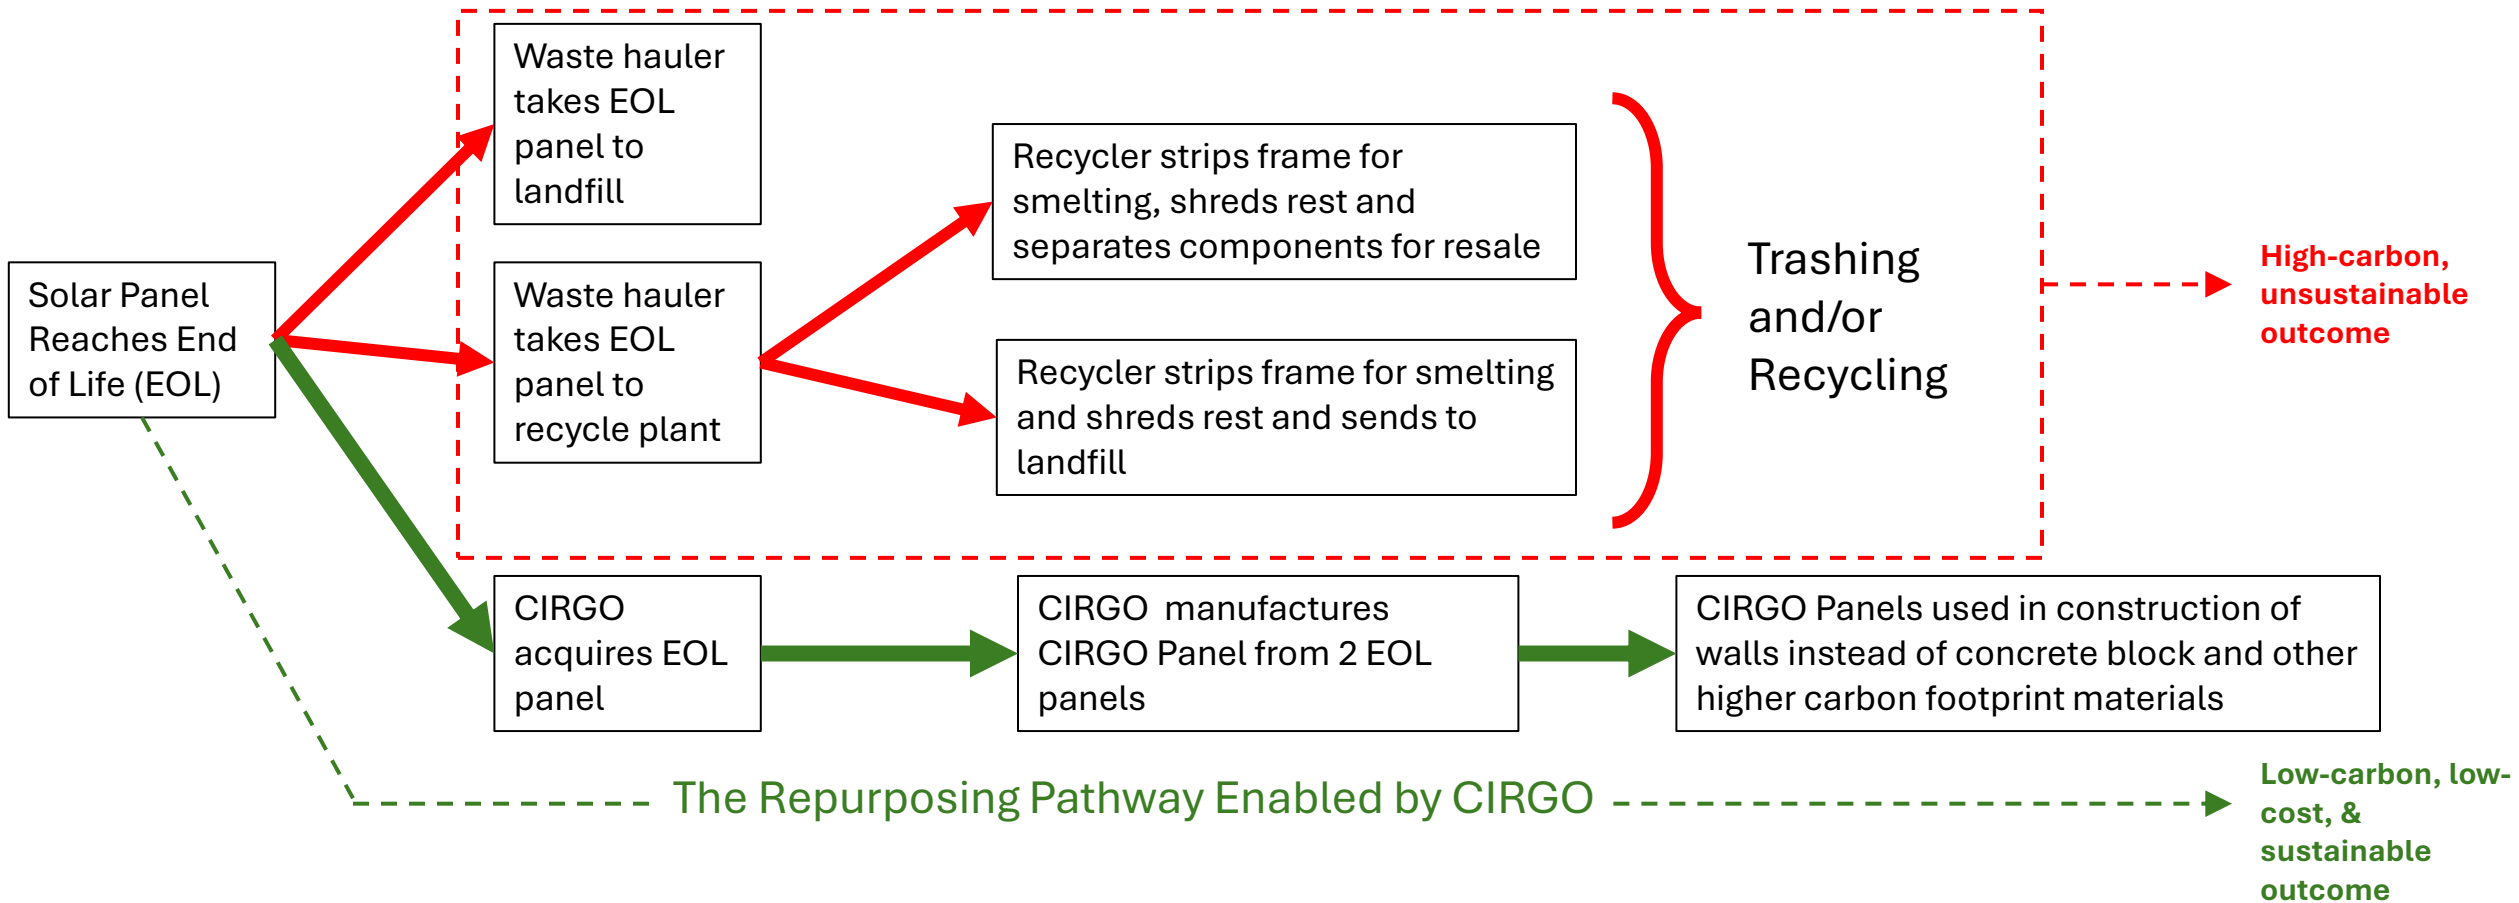 Waste hauler
takes EOL
panel to
landfill
Solar Panel
Reaches End
of Life (EOL)
Waste hauler
takes EOL
panel to
recycle plant
Recycler strips frame for
smelting, shreds rest and
separates components for resale
Recycler strips frame for smelting
and shreds rest and sends to
landfill
Trashing
and/or
Recycling
High-carbon,
unsustainable
outcome
CIRGO
acquires EOL
panel
CIRGO  manufactures
CIRGO Panel from 2 EOL
panels
CIRGO Panels used in construction of
walls instead of concrete block and other
higher carbon footprint materials
The Repurposing Pathway Enabled by CIRGO
Low-carbon, low-
cost, &
sustainable
outcome